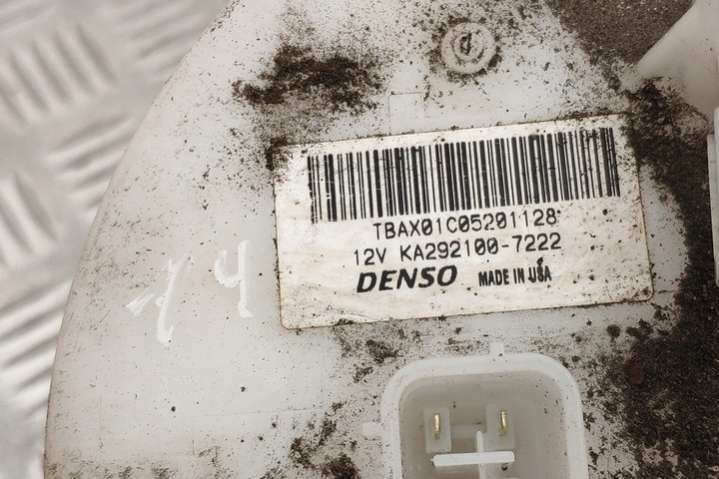 TBAX01C05201128
12V KA292100-7222
DENSO MADE IN USA